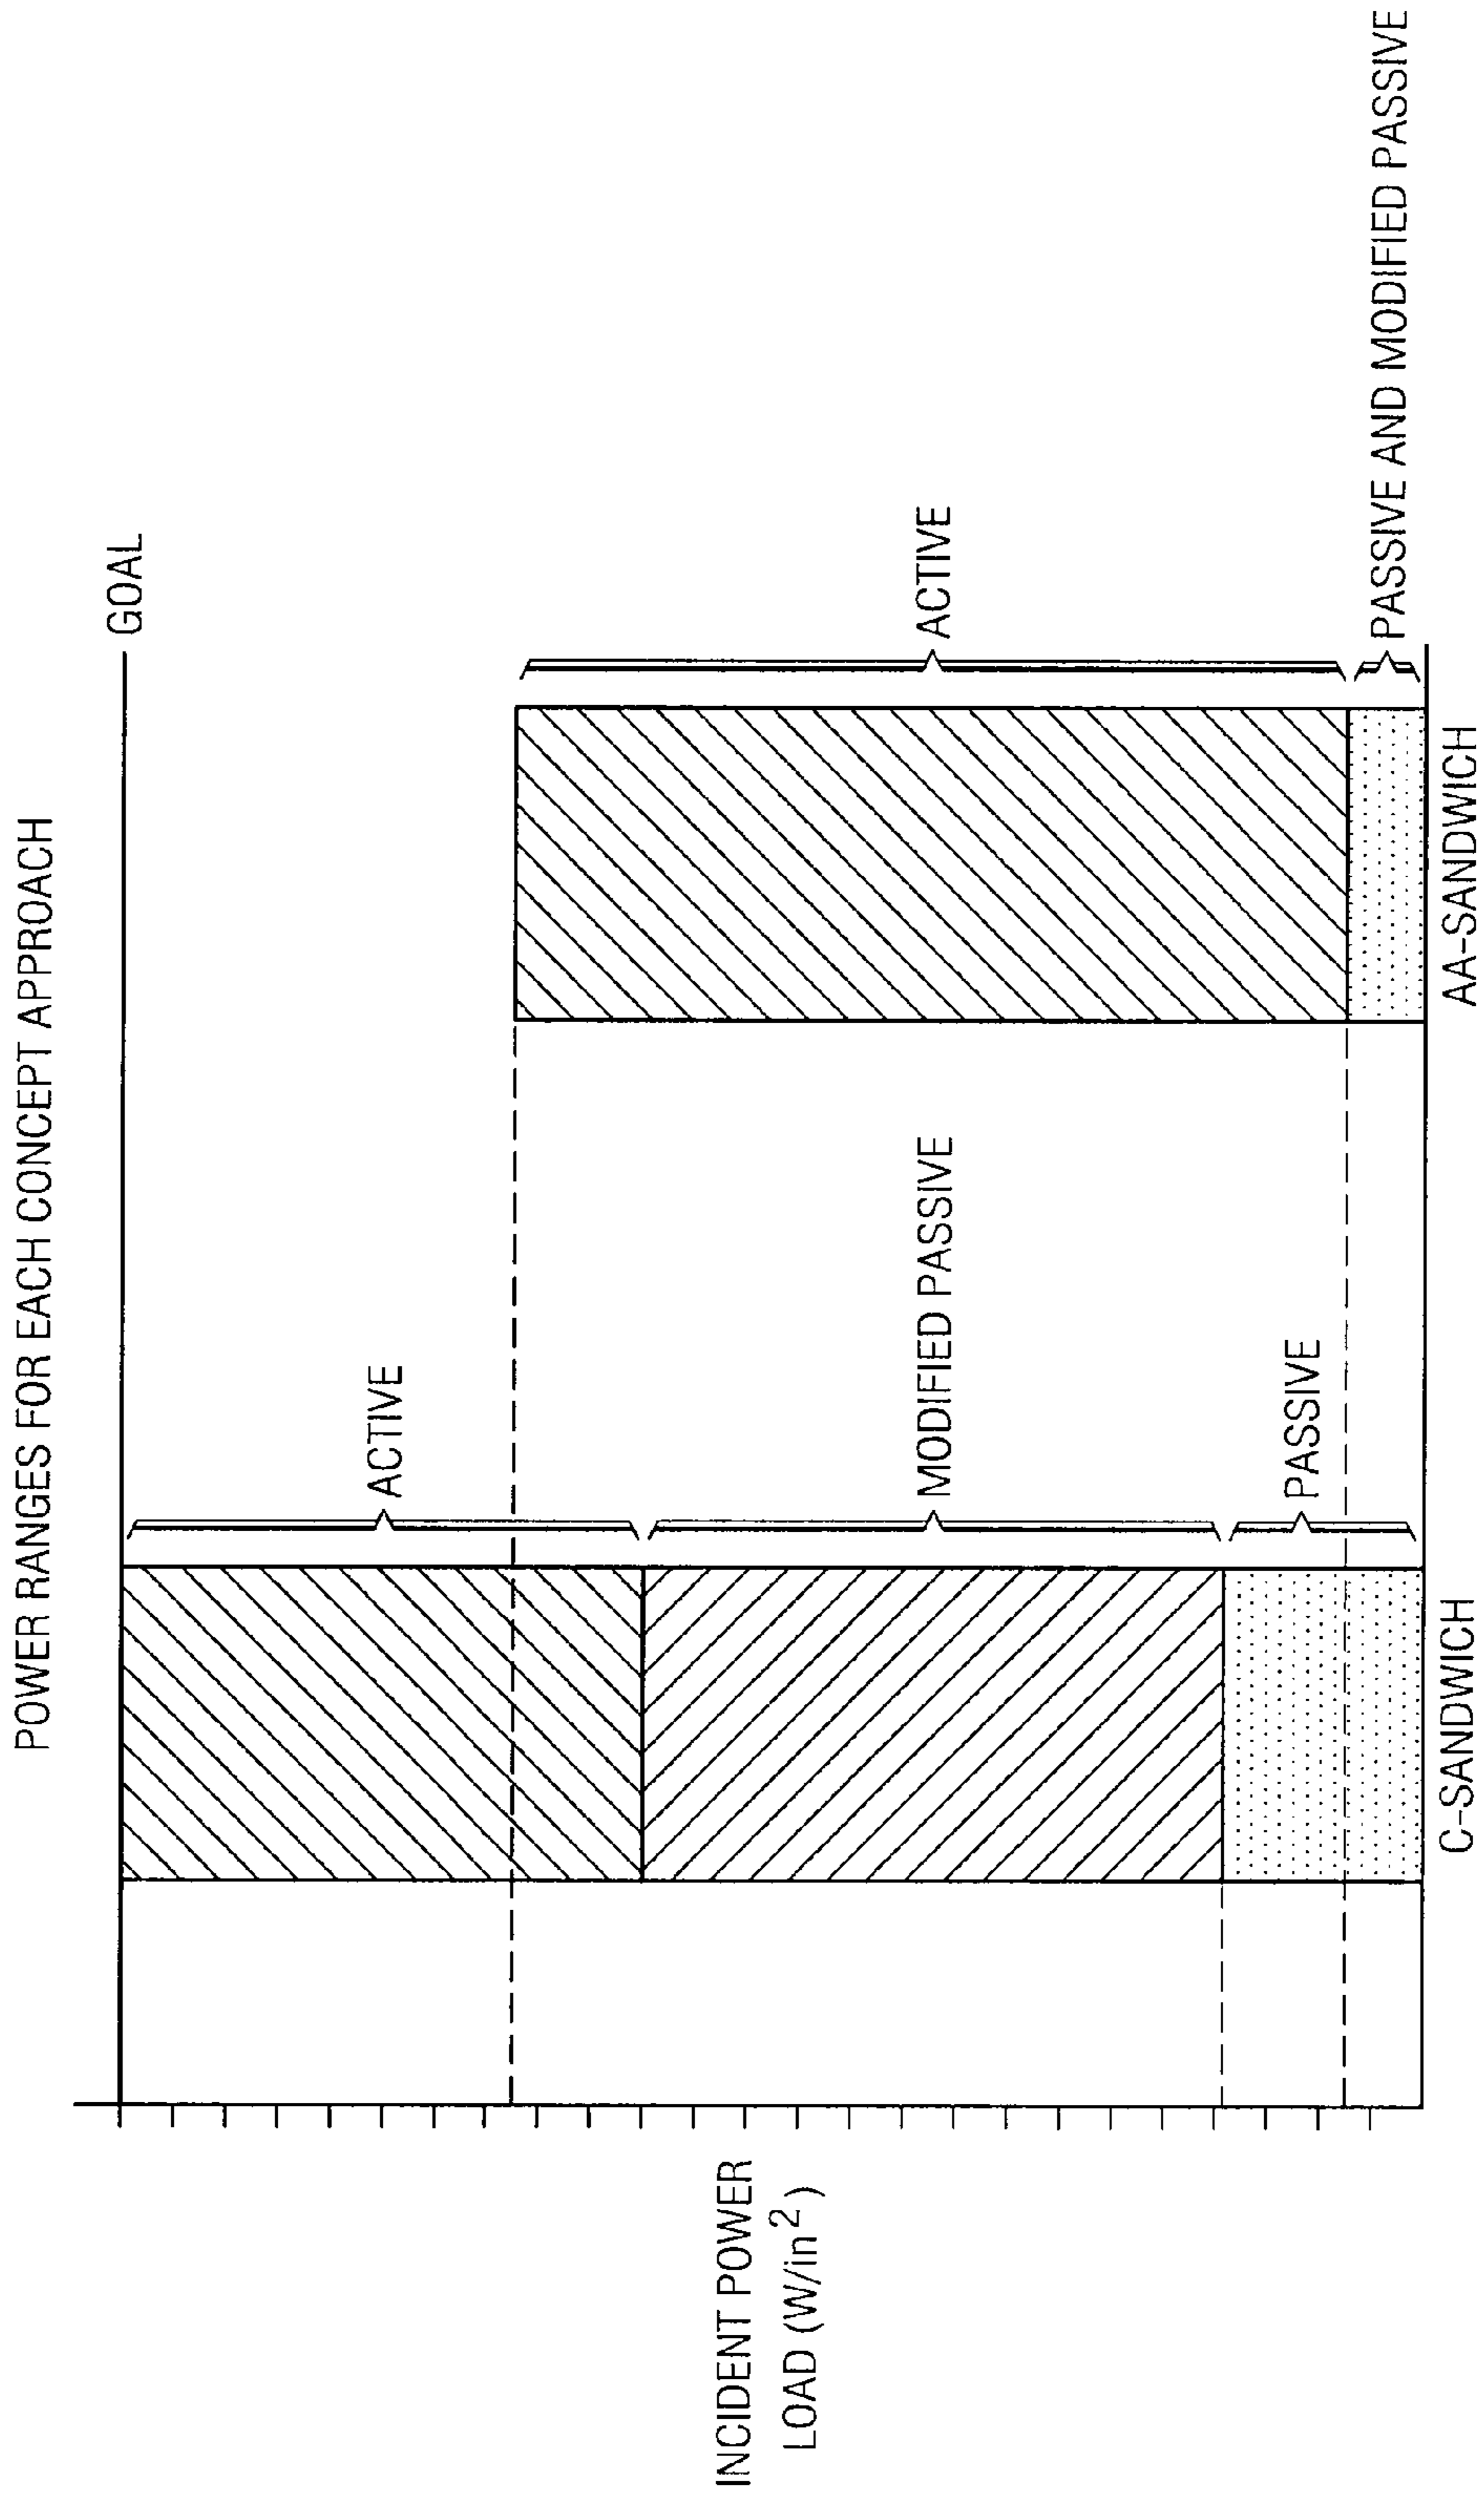 POWER RANGES FOR EACH CONCEPT APPROACH
GOAL
ACTIVE
ACTIVE
INCIDENT POWER
LOAD (W/in²)
MODIFIED PASSIVE
PASSIVE
PASSIVE AND MODIFIED PASSIVE
C-SANDWICH
AA-SANDWICH